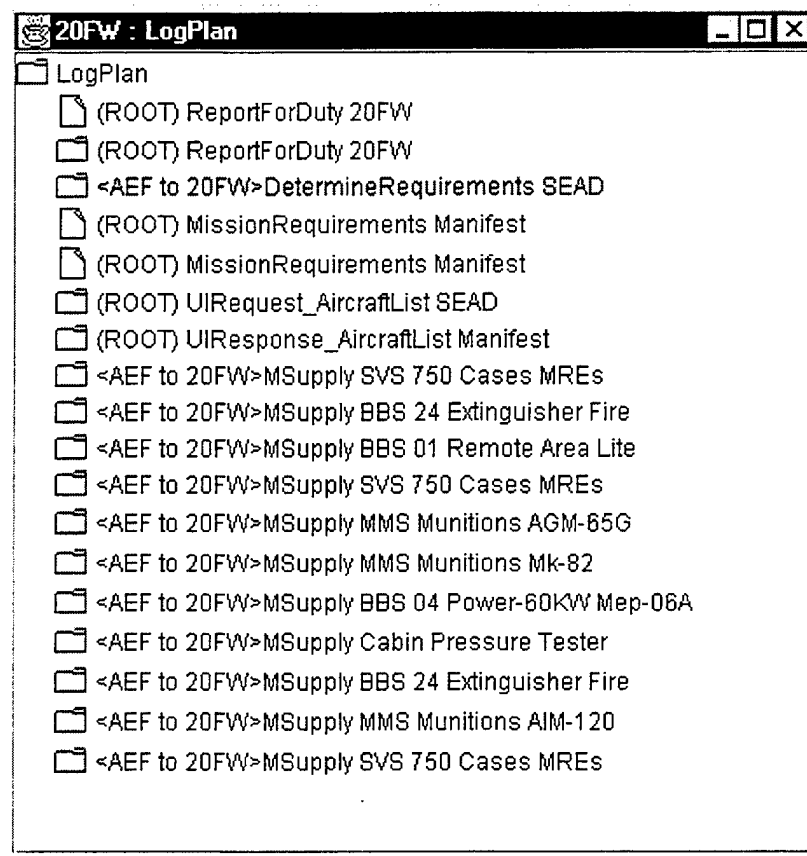 20FW : LogPlan
LogPlan
(ROOT) ReportForDuty 20FW
(ROOT) ReportForDuty 20FW
<AEF to 20FW>DetermineRequirements SEAD
(ROOT) MissionRequirements Manifest
(ROOT) MissionRequirements Manifest
(ROOT) UIRequest_AircraftList SEAD
(ROOT) UIResponse_AircraftList Manifest
<AEF to 20FW>MSupply SVS 750 Cases MREs
<AEF to 20FW>MSupply BBS 24 Extinguisher Fire
<AEF to 20FW>MSupply BBS 01 Remote Area Lite
<AEF to 20FW>MSupply SVS 750 Cases MREs
<AEF to 20FW>MSupply MMS Munitions AGM-65G
<AEF to 20FW>MSupply MMS Munitions Mk-82
<AEF to 20FW>MSupply BBS 04 Power-60KW Mep-06A
<AEF to 20FW>MSupply Cabin Pressure Tester
<AEF to 20FW>MSupply BBS 24 Extinguisher Fire
<AEF to 20FW>MSupply MMS Munitions AIM-120
<AEF to 20FW>MSupply SVS 750 Cases MREs